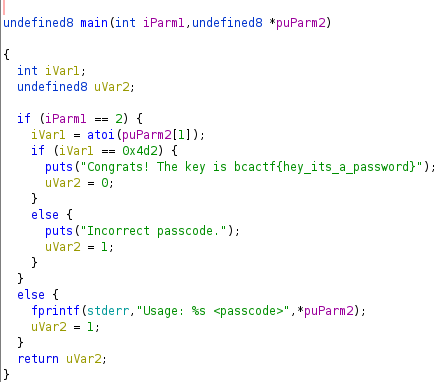 undefined8 main(int iParm1,undefined8 *puParm2)
{
int iVar1;
undefined8 uVar2;
if (iParm1 == 2) {
iVar1 = atoi(puParm2[1]);
if (iVar1 == 0x4d2) {
puts("Congrats! The key is bcactf{hey_its_a_password}");
uVar2 = 0;
}
else {
puts("Incorrect passcode.");
uVar2 = 1;
}
}
else {
fprintf(stderr,"Usage: %s <passcode>",*puParm2);
uVar2 = 1;
}
return uVar2;
}